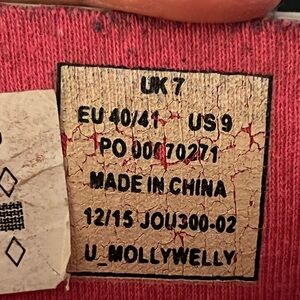 UK 7
EU 40/41 US 9
PO 00070271
MADE IN CHINA
12/15 JOU300-02
U_MOLLYWELLY